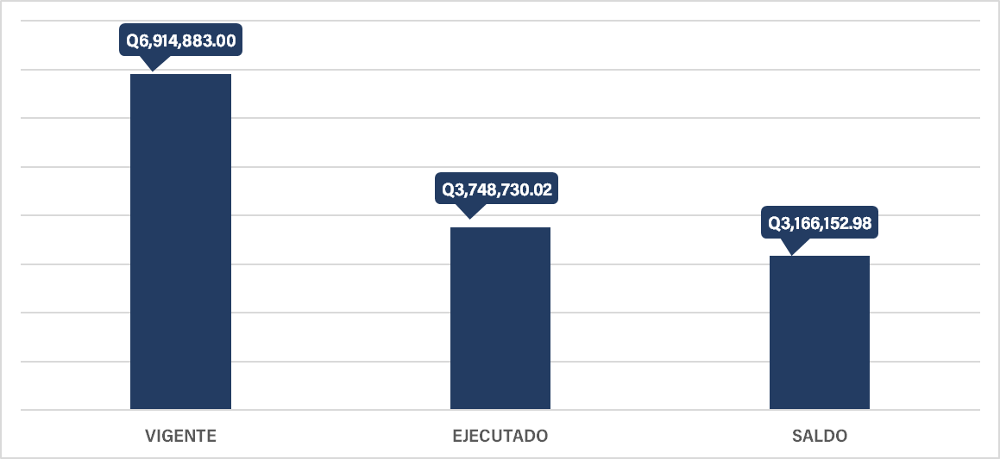 Q6,914,883.00
Q3,748,730.02
Q3,166,152.98
VIGENTE
EJECUTADO
SALDO